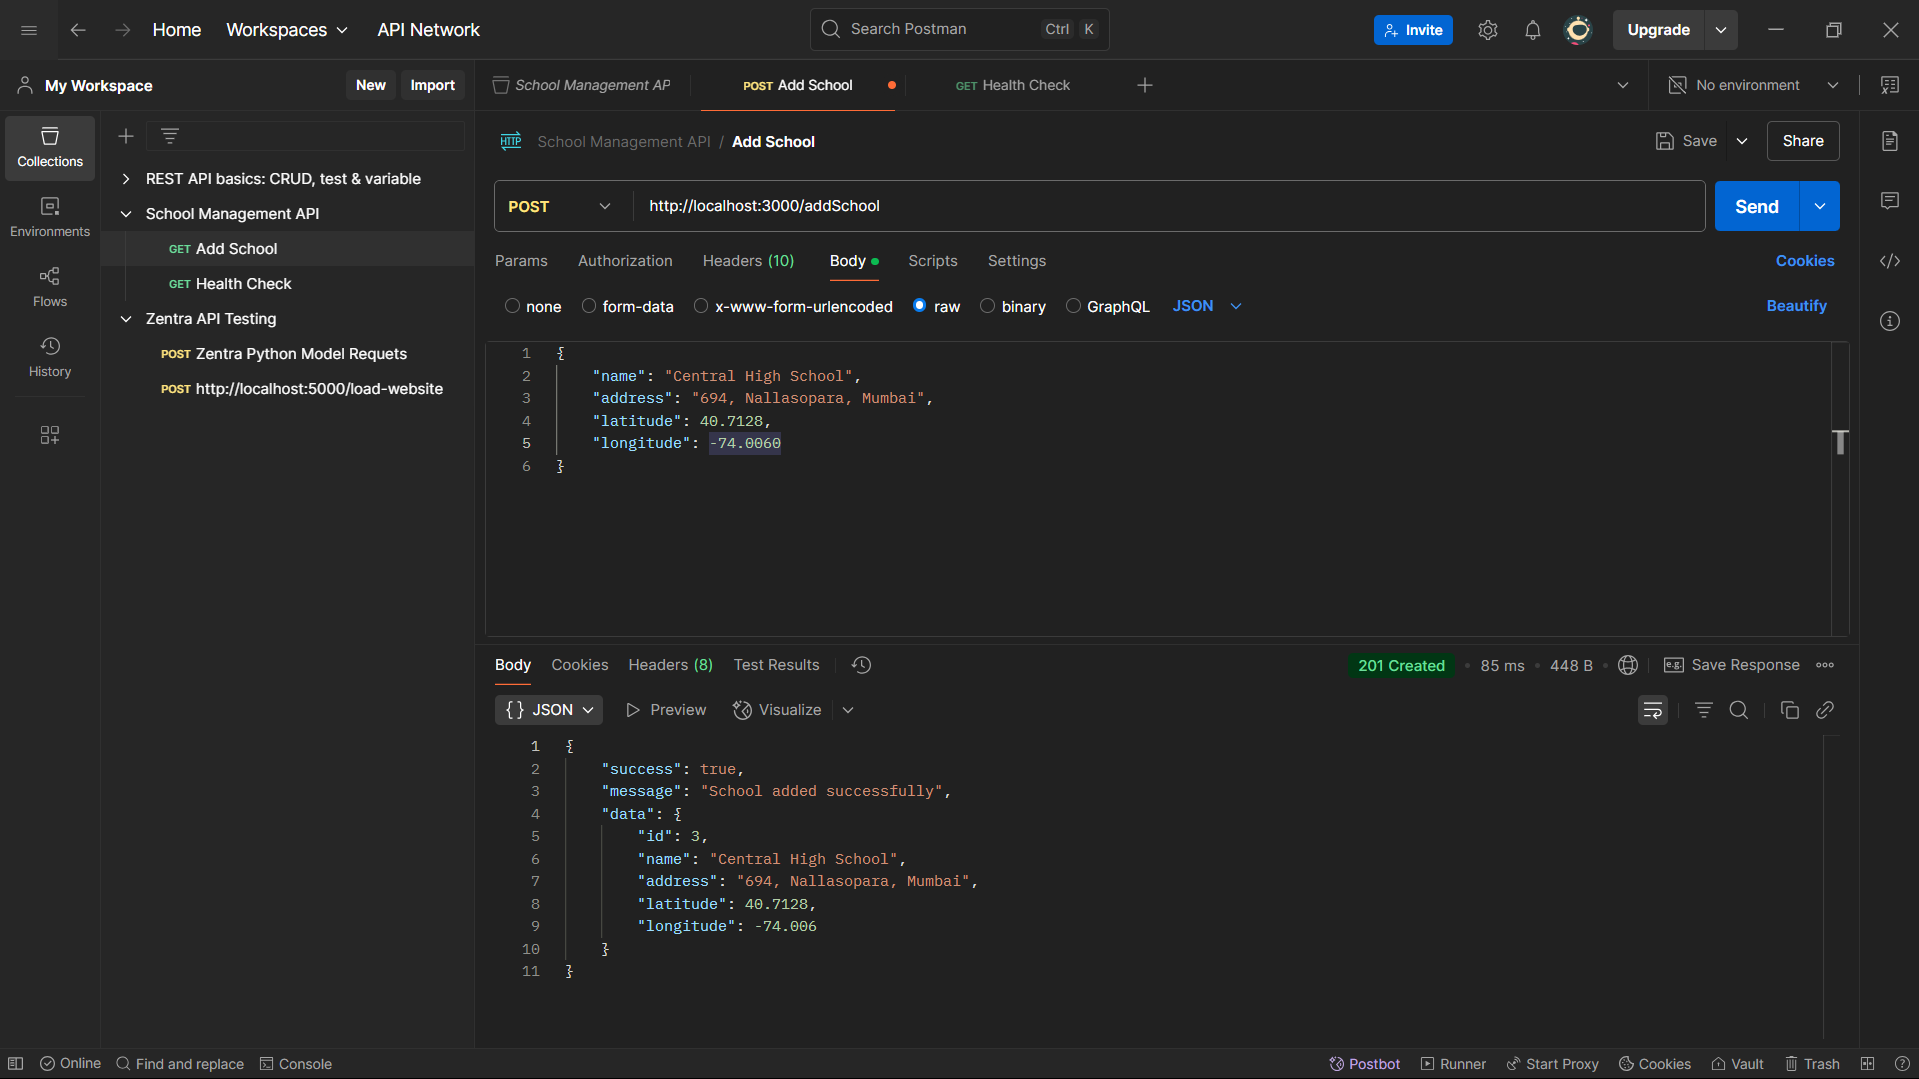 Home Workspaces API Network Search Postman Ctrl K Invite Upgrade
My Workspace New Import
School Management AP POST Add School GET Health Check No environment
Collections
Environments
Flows
History
REST API basics: CRUD, test & variable
School Management API
GET Add School
GET Health Check
Zentra API Testing
POST Zentra Python Model Requets
POST http://localhost:5000/load-website
HTTP School Management API / Add School Save Share
POST http://localhost:3000/addSchool Send
Params Authorization Headers (10) Body Scripts Settings Cookies
none form-data x-www-form-urlencoded raw binary GraphQL JSON Beautify
1 {
2 "name": "Central High School",
3 "address": "694, Nallasopara, Mumbai",
4 "latitude": 40.7128,
5 "longitude": -74.0060
6 }
Body Cookies Headers (8) Test Results 201 Created 85 ms 448 B e.g. Save Response
{} JSON Preview Visualize
1 {
2 "success": true,
3 "message": "School added successfully",
4 "data": {
5 "id": 3,
6 "name": "Central High School",
7 "address": "694, Nallasopara, Mumbai",
8 "latitude": 40.7128,
9 "longitude": -74.006
10 }
11 }
Online Find and replace Console Postbot Runner Start Proxy Cookies Vault Trash